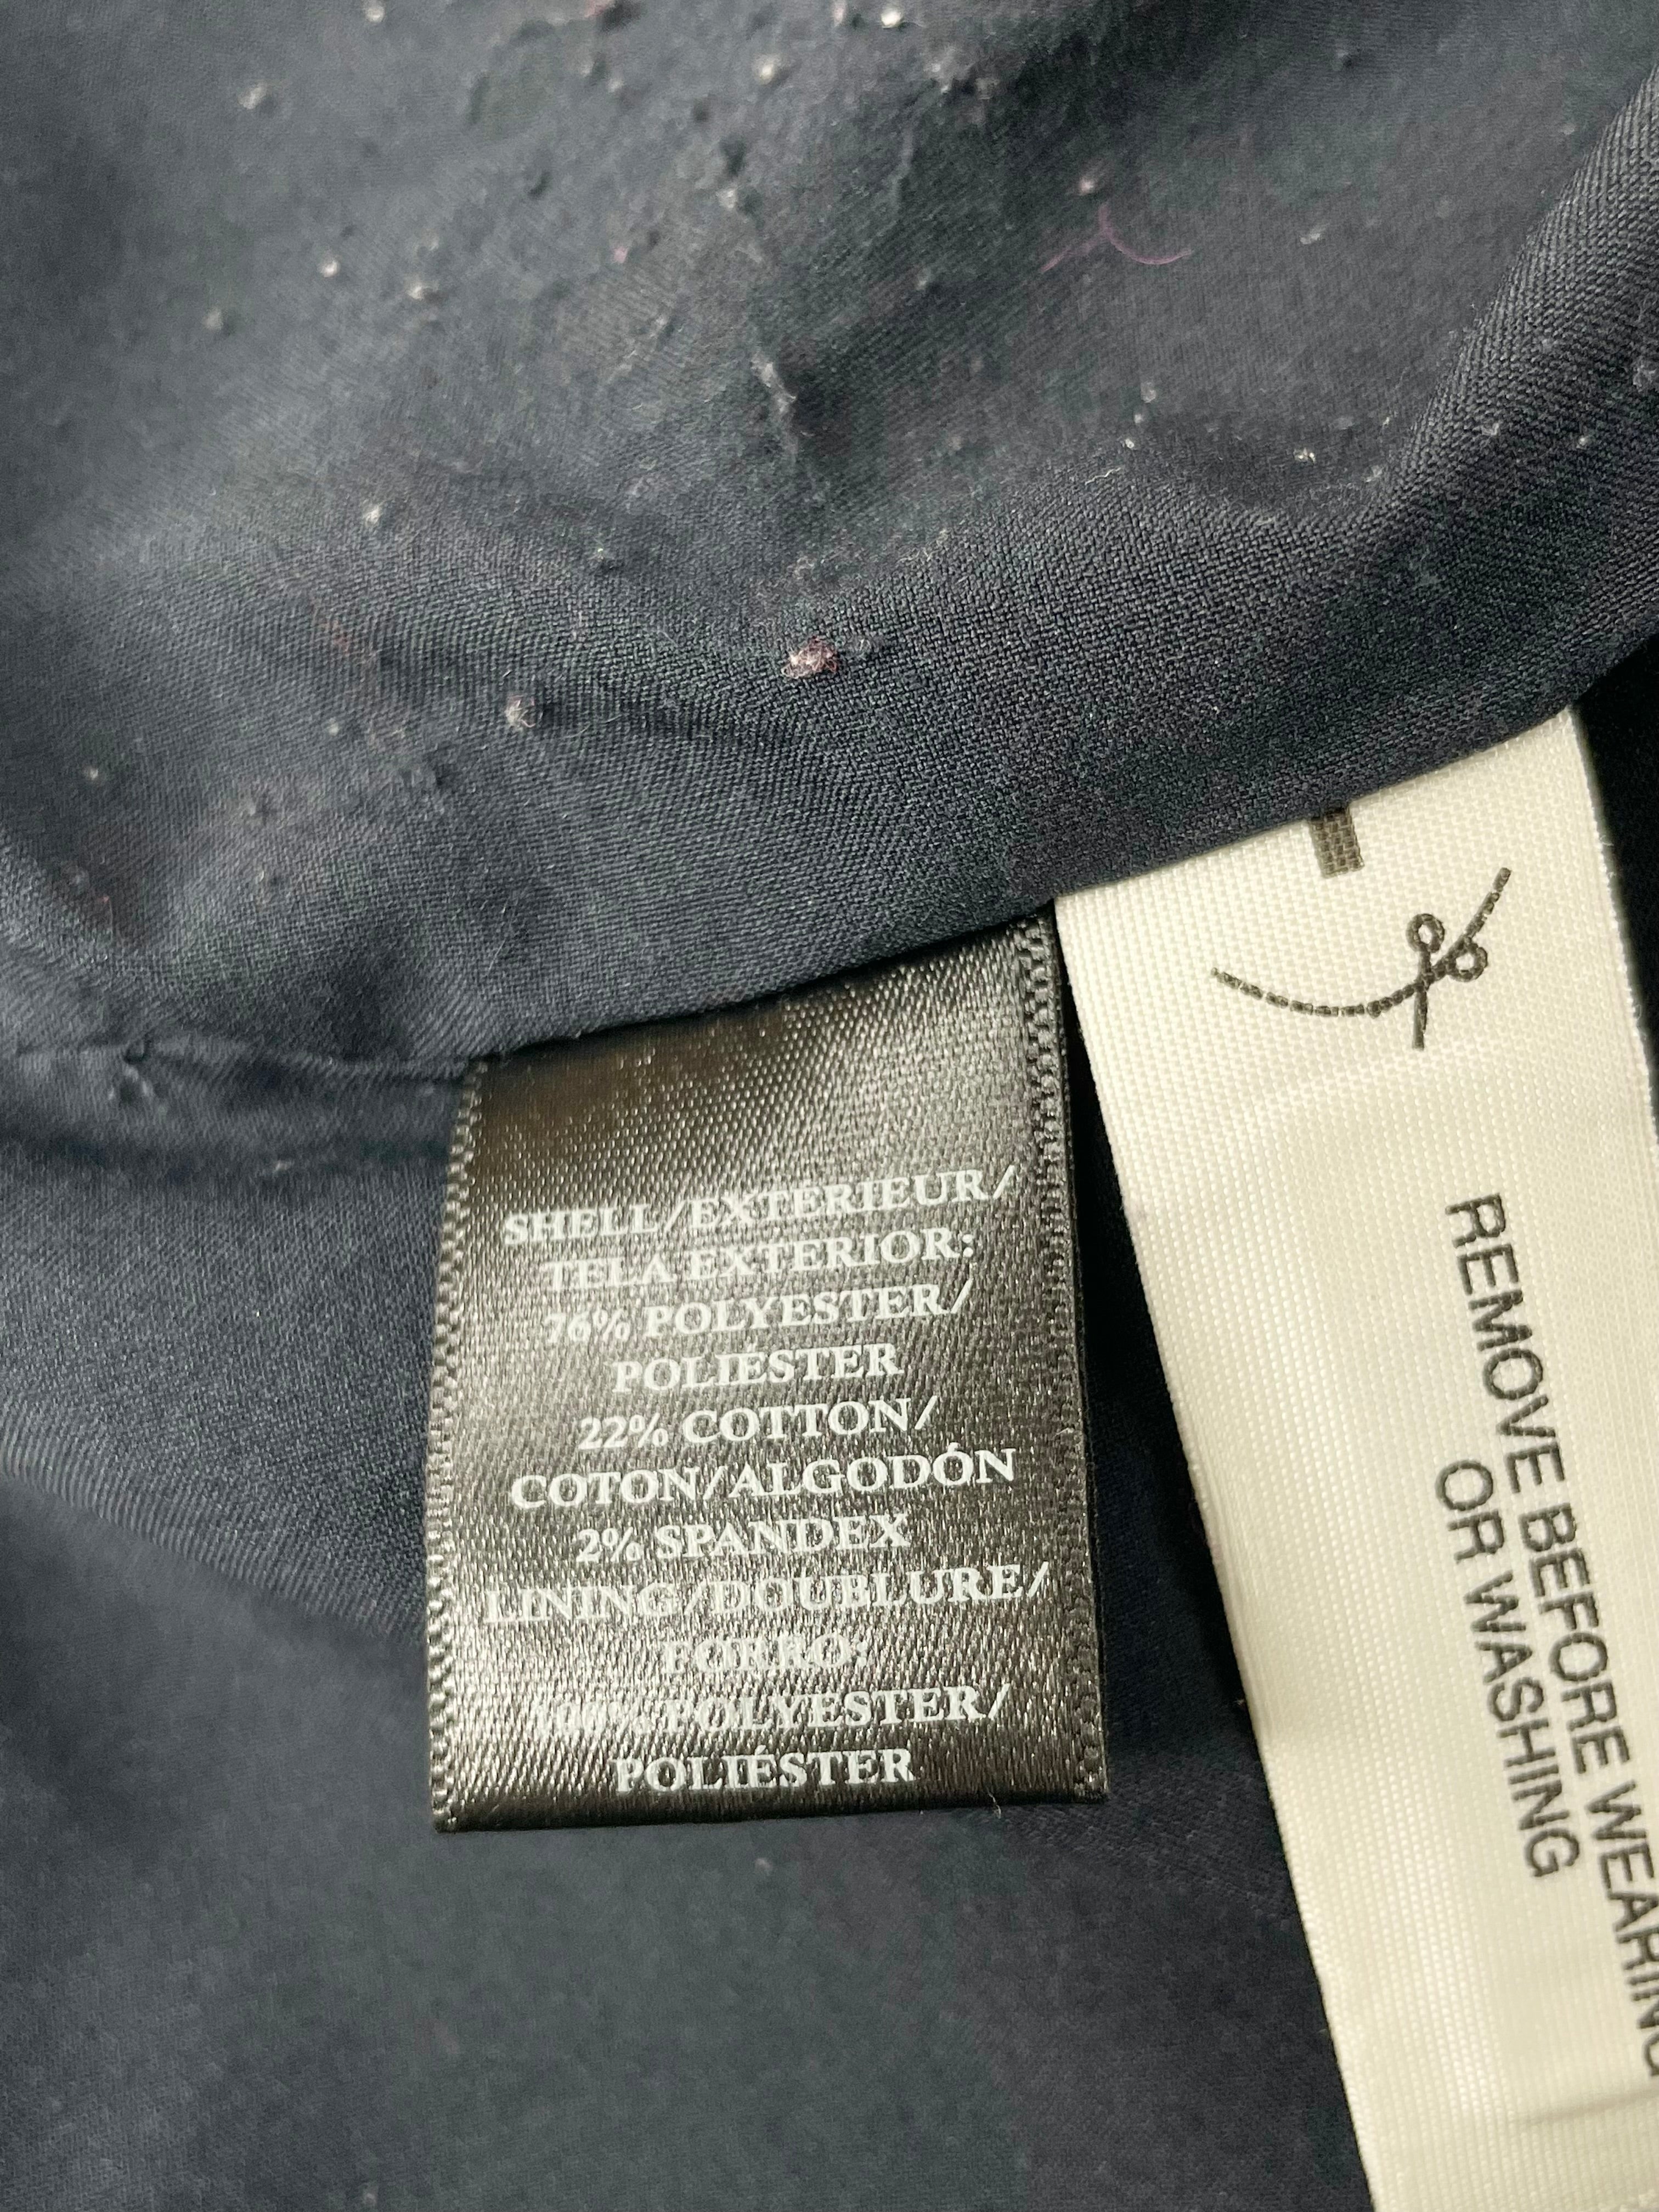 SHELL/EXTERIEUR/
TELA EXTERIOR:
76% POLYESTER/
POLIÉSTER
22% COTTON/
COTON/ALGODÓN
2% SPANDEX
LINING/DOUBLURE/
FORRO:
100% POLYESTER/
POLIÉSTER
REMOVE BEFORE WEARING
OR WASHING